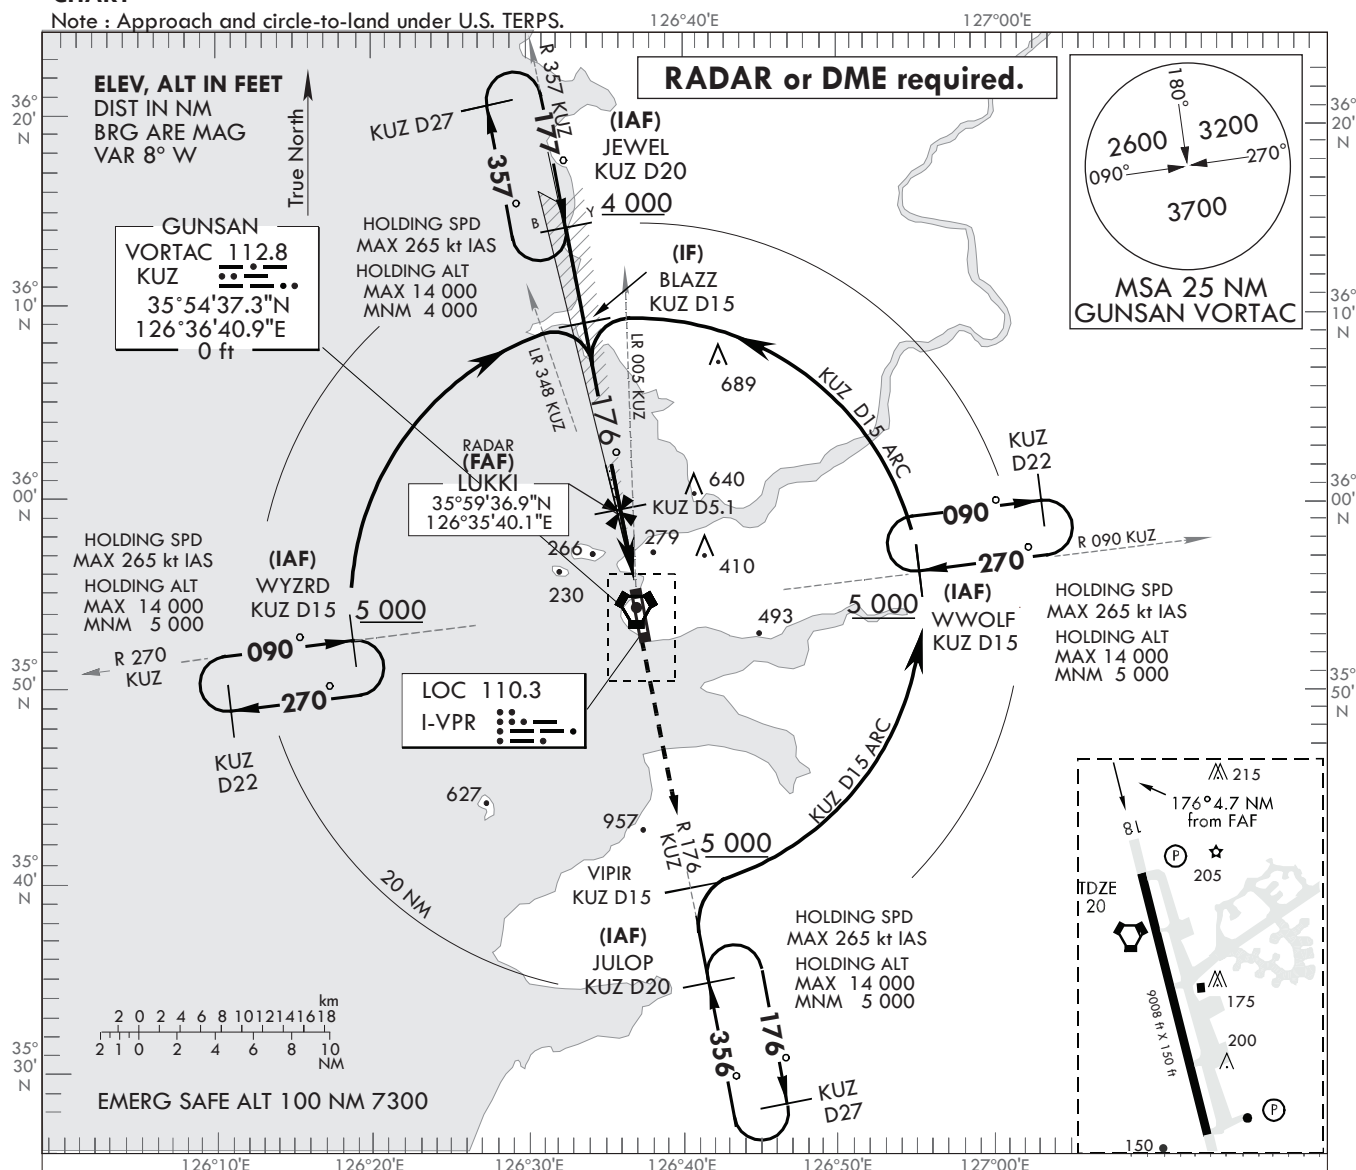 Note : Approach and circle-to-land under U.S. TERPS.
126°40'E
127°00'E
ELEV, ALT IN FEET
DIST IN NM
BRG ARE MAG
VAR 8° W
True North
RADAR or DME required.
36°
20'
N
36°
20'
N
180°
2600
3200
090°
270°
3700
MSA 25 NM
GUNSAN VORTAC
R 357 KUZ
KUZ D27
177°
357°
(IAF)
JEWEL
KUZ D20
4 000
B
Y
GUNSAN
VORTAC 112.8
KUZ
35°54'37.3"N
126°36'40.9"E
0 ft
HOLDING SPD
MAX 265 kt IAS
HOLDING ALT
MAX 14 000
MNM 4 000
(IF)
BLAZZ
KUZ D15
36°
10'
N
36°
10'
N
LR 348 KUZ
LR 005 KUZ
689
KUZ D15 ARC
176°
RADAR
(FAF)
LUKKI
35°59'36.9"N
126°35'40.1"E
640
KUZ D5.1
279
266
410
230
KUZ
D22
36°
00'
N
36°
00'
N
090°
270°
R 090 KUZ
HOLDING SPD
MAX 265 kt IAS
HOLDING ALT
MAX 14 000
MNM 5 000
(IAF)
WYZRD
KUZ D15
5 000
R 270
KUZ
090°
270°
KUZ
D22
493
5 000
(IAF)
WWOLF
KUZ D15
HOLDING SPD
MAX 265 kt IAS
HOLDING ALT
MAX 14 000
MNM 5 000
35°
50'
N
35°
50'
N
LOC 110.3
I-VPR
KUZ D15 ARC
627
957
R 176
KUZ
5 000
VIPIR
KUZ D15
35°
40'
N
35°
40'
N
20 NM
(IAF)
JULOP
KUZ D20
HOLDING SPD
MAX 265 kt IAS
HOLDING ALT
MAX 14 000
MNM 5 000
356°
176°
KUZ
D27
km
2 0 2 4 6 8 10 12 14 16 18
2 1 0 2 4 6 8 10
NM
35°
30'
N
35°
30'
N
EMERG SAFE ALT 100 NM 7300
215
176° 4.7 NM
from FAF
18
P
205
TDZE
20
9008 ft X 150 ft
175
200
P
150
126°10'E
126°20'E
126°30'E
126°40'E
126°50'E
127°00'E